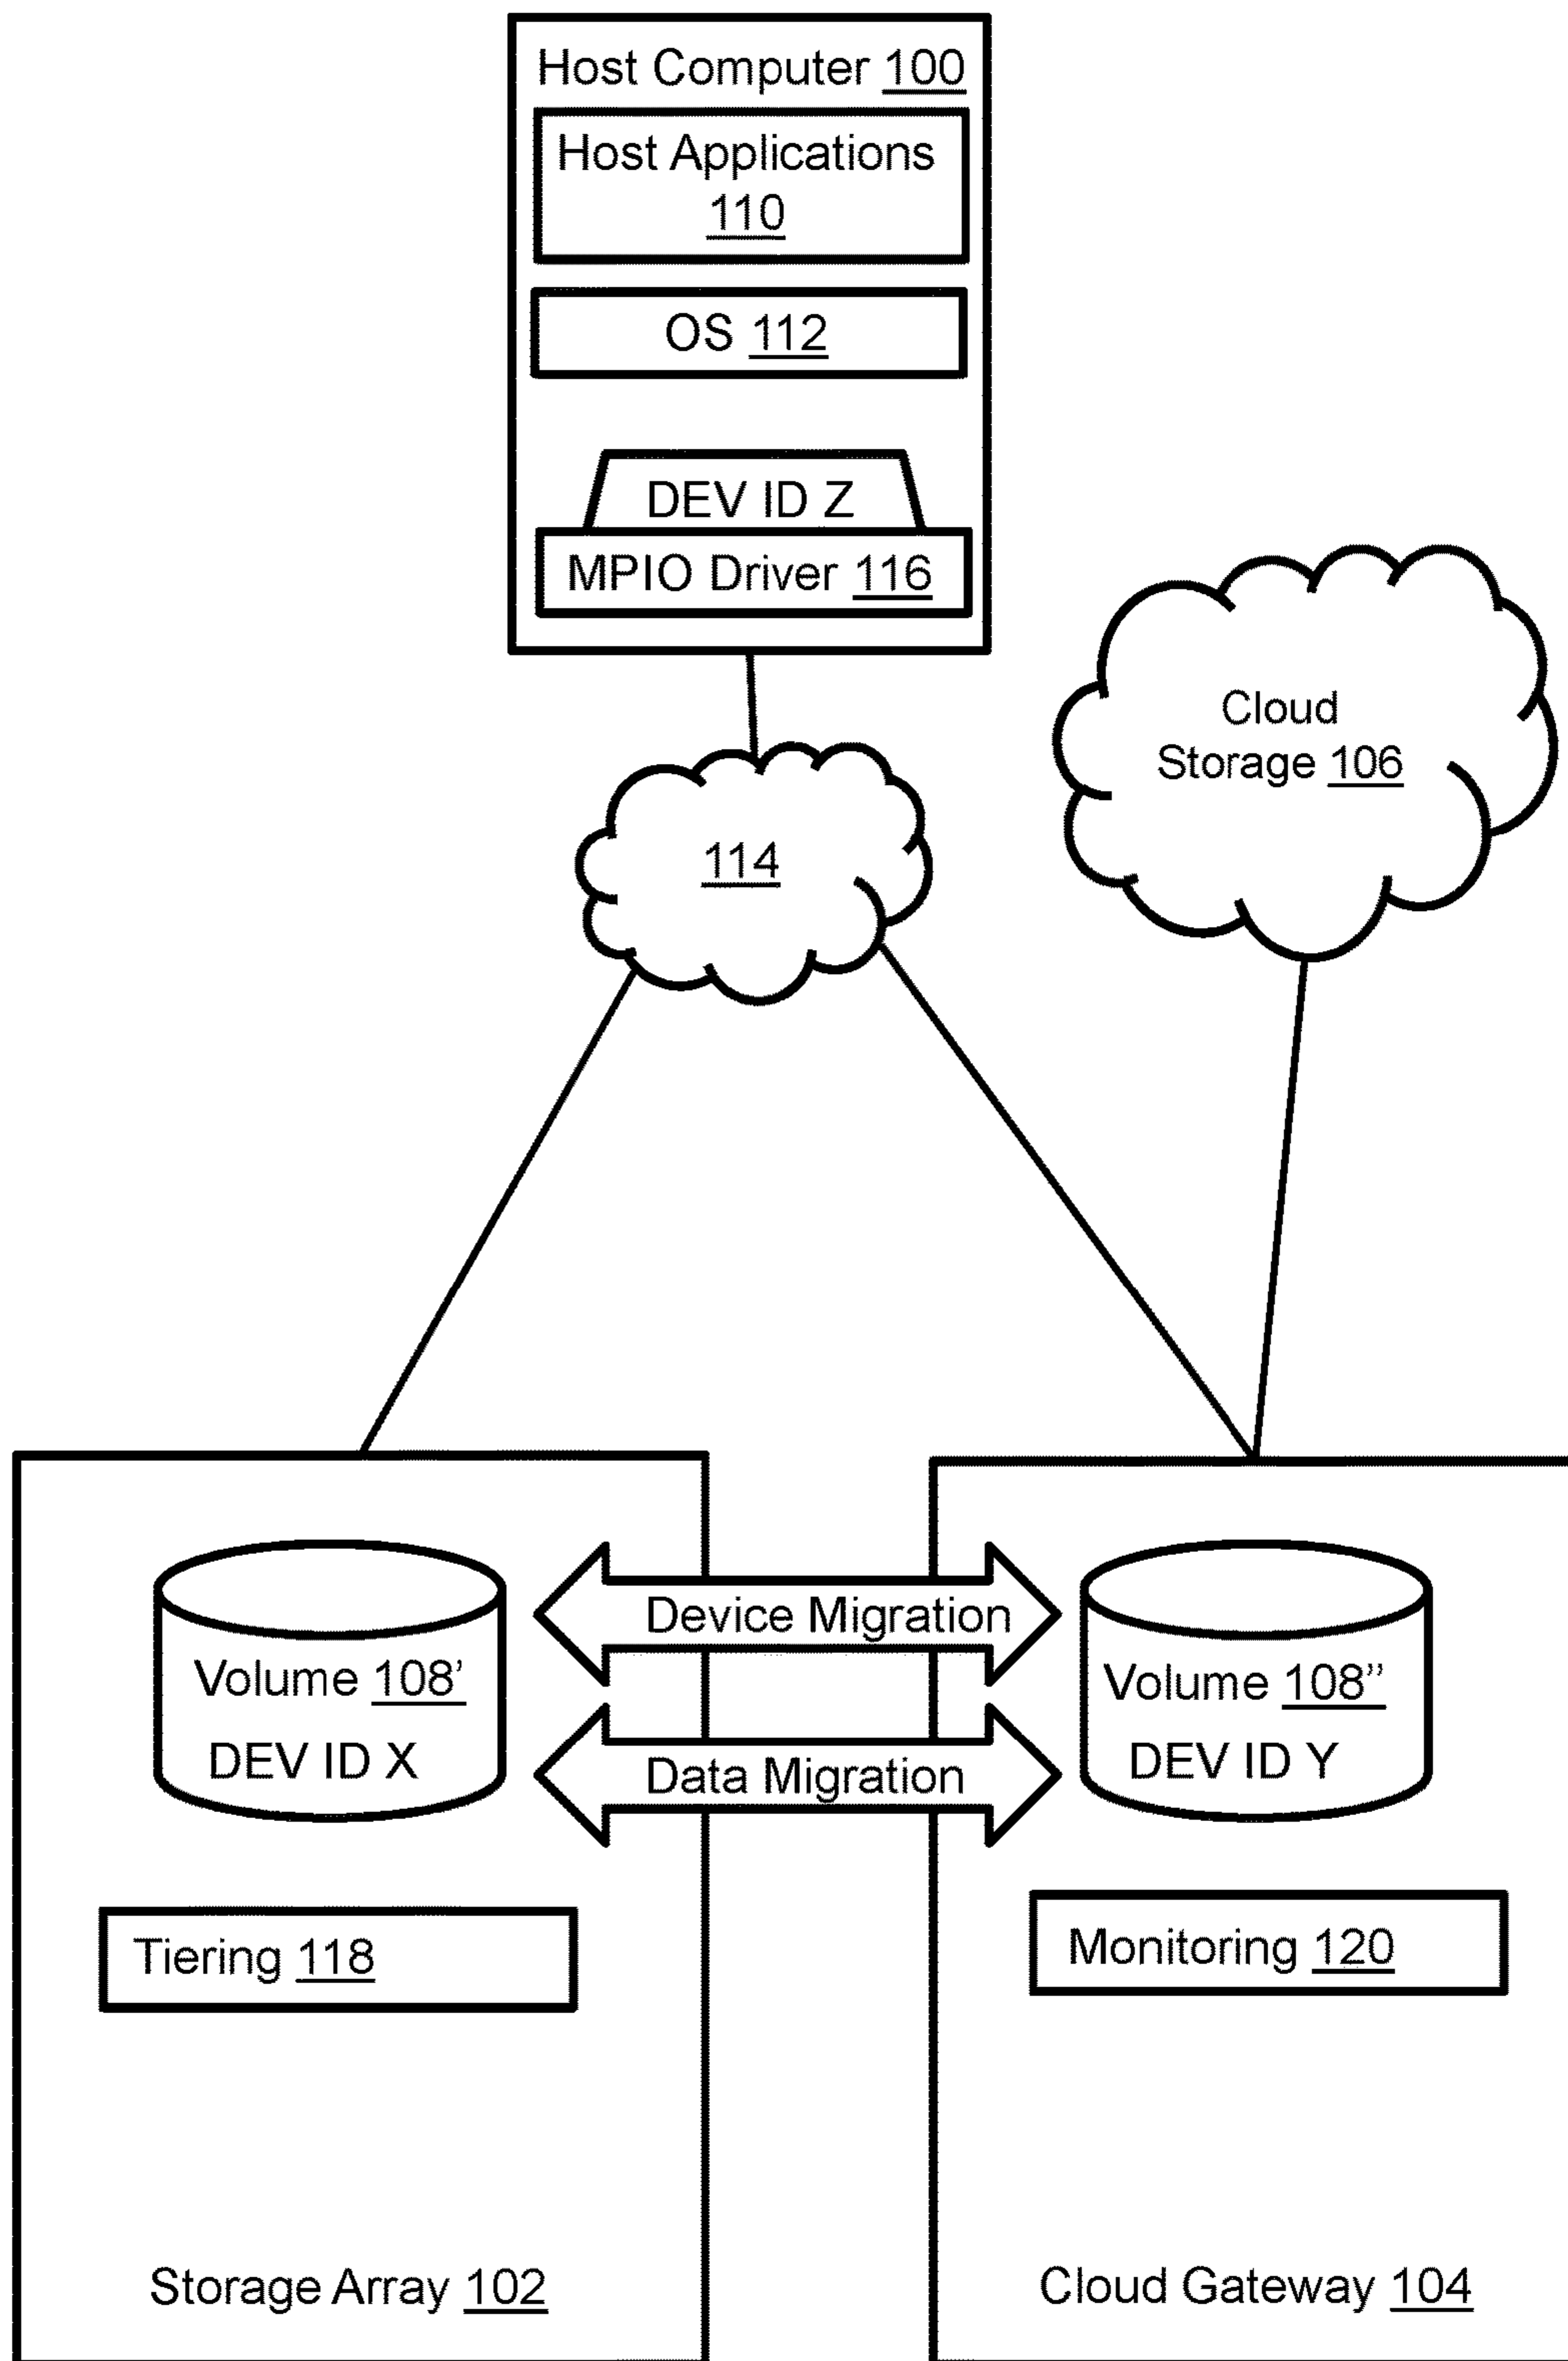 Host Computer 100
Host Applications
110
OS 112
DEV ID Z
MPIO Driver 116
Cloud
Storage 106
114
Device Migration
Volume 108'
DEV ID X
Volume 108''
DEV ID Y
Data Migration
Tiering 118
Monitoring 120
Storage Array 102
Cloud Gateway 104